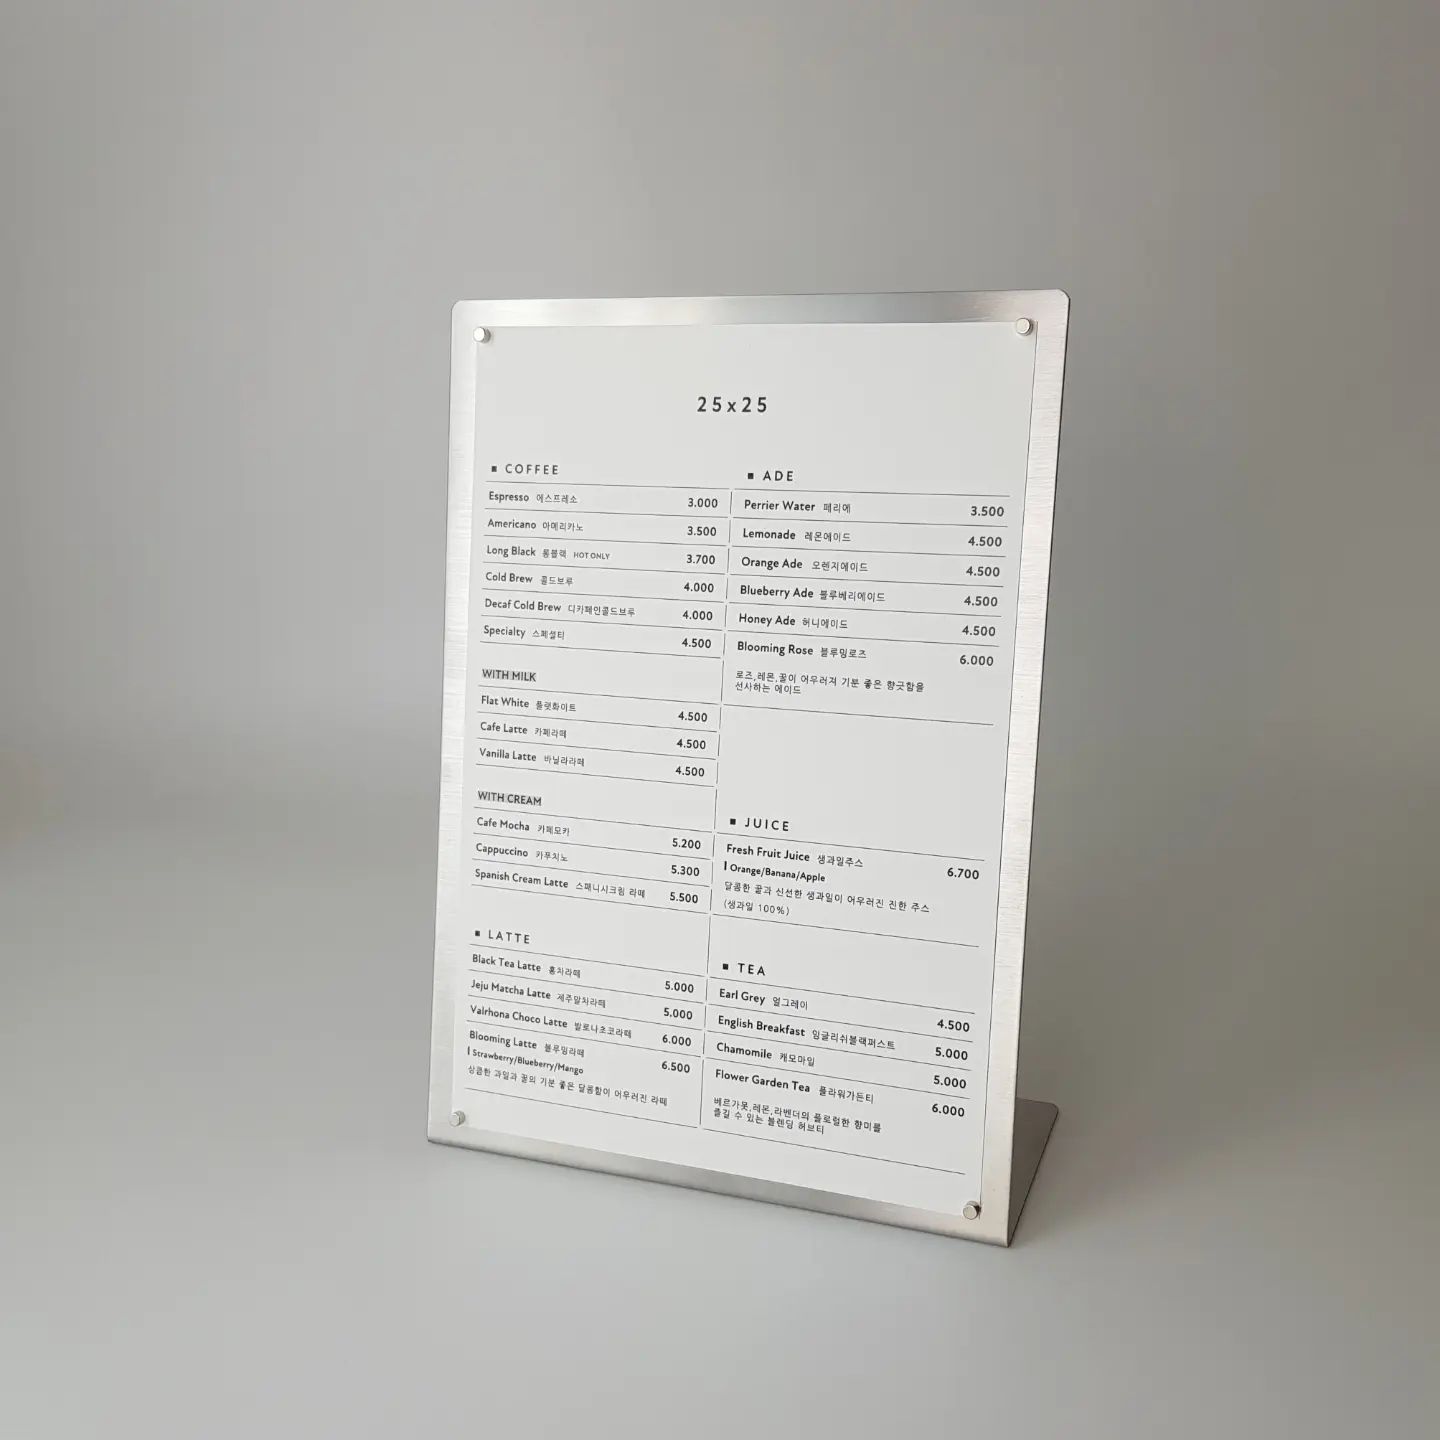 25x25
■ COFFEE
Espresso 에스프레소 3.000
Americano 아메리카노 3.500
Long Black 롱블랙 HOT ONLY 3.700
Cold Brew 콜드브루 4.000
Decaf Cold Brew 디카페인콜드브루 4.000
Specialty 스페셜티 4.500
WITH MILK
Flat White 플랫화이트 4.500
Cafe Latte 카페라떼 4.500
Vanilla Latte 바닐라라떼 4.500
WITH CREAM
Cafe Mocha 카페모카 5.200
Cappuccino 카푸치노 5.300
Spanish Cream Latte 스패니시크림 라떼 5.500
■ LATTE
Black Tea Latte 홍차라떼 5.000
Jeju Matcha Latte 제주말차라떼 5.000
Valrhona Choco Latte 발로나초코라떼 6.000
Blooming Latte 블루밍라떼 6.500
Strawberry/Blueberry/Mango
상큼한 과일과 꿀의 기분 좋은 달콤함이 어우러진 라떼
■ ADE
Perrier Water 페리에 3.500
Lemonade 레몬에이드 4.500
Orange Ade 오렌지에이드 4.500
Blueberry Ade 블루베리에이드 4.500
Honey Ade 허니에이드 4.500
Blooming Rose 블루밍로즈 6.000
로즈,레몬,꿀이 어우러져 기분 좋은 향긋함을
선사하는 에이드
■ JUICE
Fresh Fruit Juice 생과일주스 6.700
Orange/Banana/Apple
달콤한 꿀과 신선한 생과일이 어우러진 진한 주스
(생과일 100%)
■ TEA
Earl Grey 얼그레이 4.500
English Breakfast 잉글리쉬블랙퍼스트 5.000
Chamomile 캐모마일 5.000
Flower Garden Tea 플라워가든티 6.000
베르가못,레몬,라벤더의 플로럴한 향미를
즐길 수 있는 블렌딩 허브티